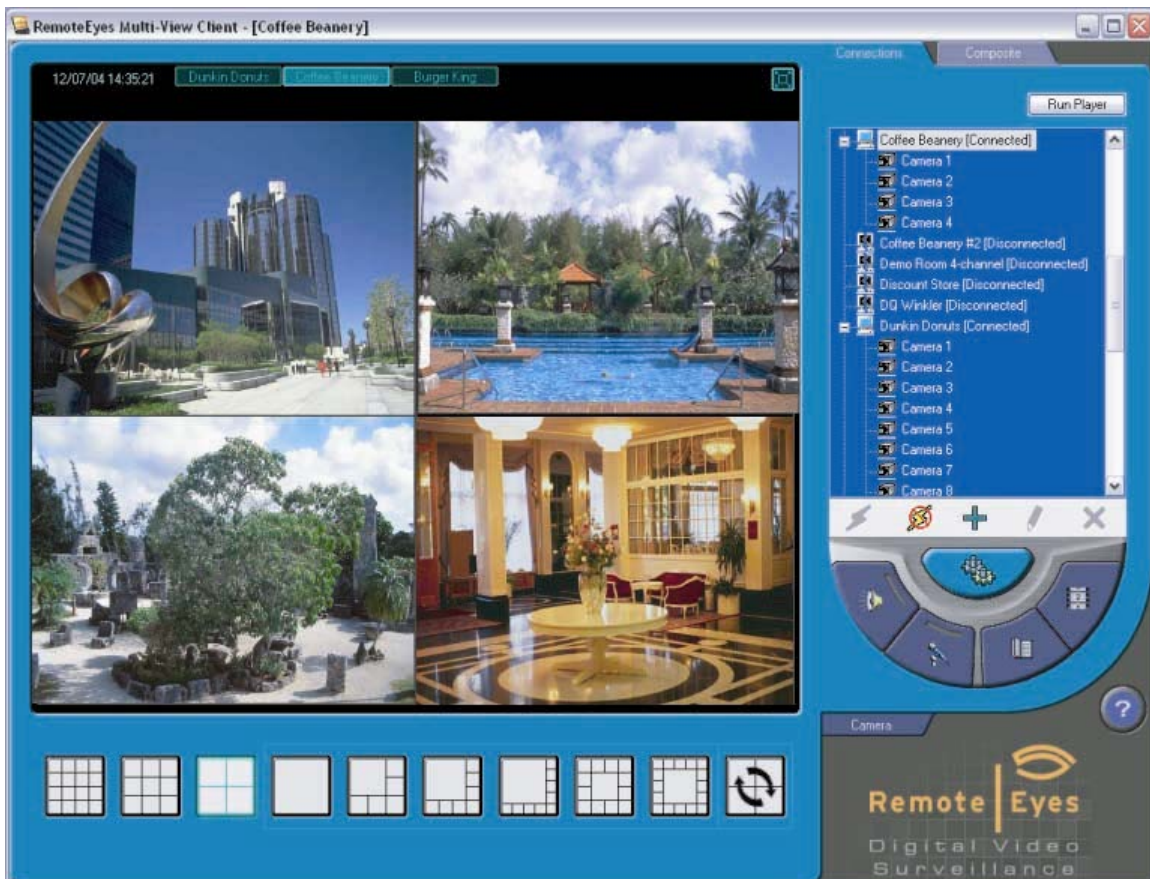 RemoteEyes Multi-View Client - [Coffee Beanery]
Connections
Composite
12/07/04 14:35:21
Dunkin Donuts
Coffee Beanery
Burger King
Run Player
Coffee Beanery [Connected]
Camera 1
Camera 2
Camera 3
Camera 4
Coffee Beanery #2 [Disconnected]
Demo Room 4-channel [Disconnected]
Discount Store [Disconnected]
DQ Winkler [Disconnected]
Dunkin Donuts [Connected]
Camera 1
Camera 2
Camera 3
Camera 4
Camera 5
Camera 6
Camera 7
Camera 8
?
Camera
Remote Eyes
Digital Video
Surveillance